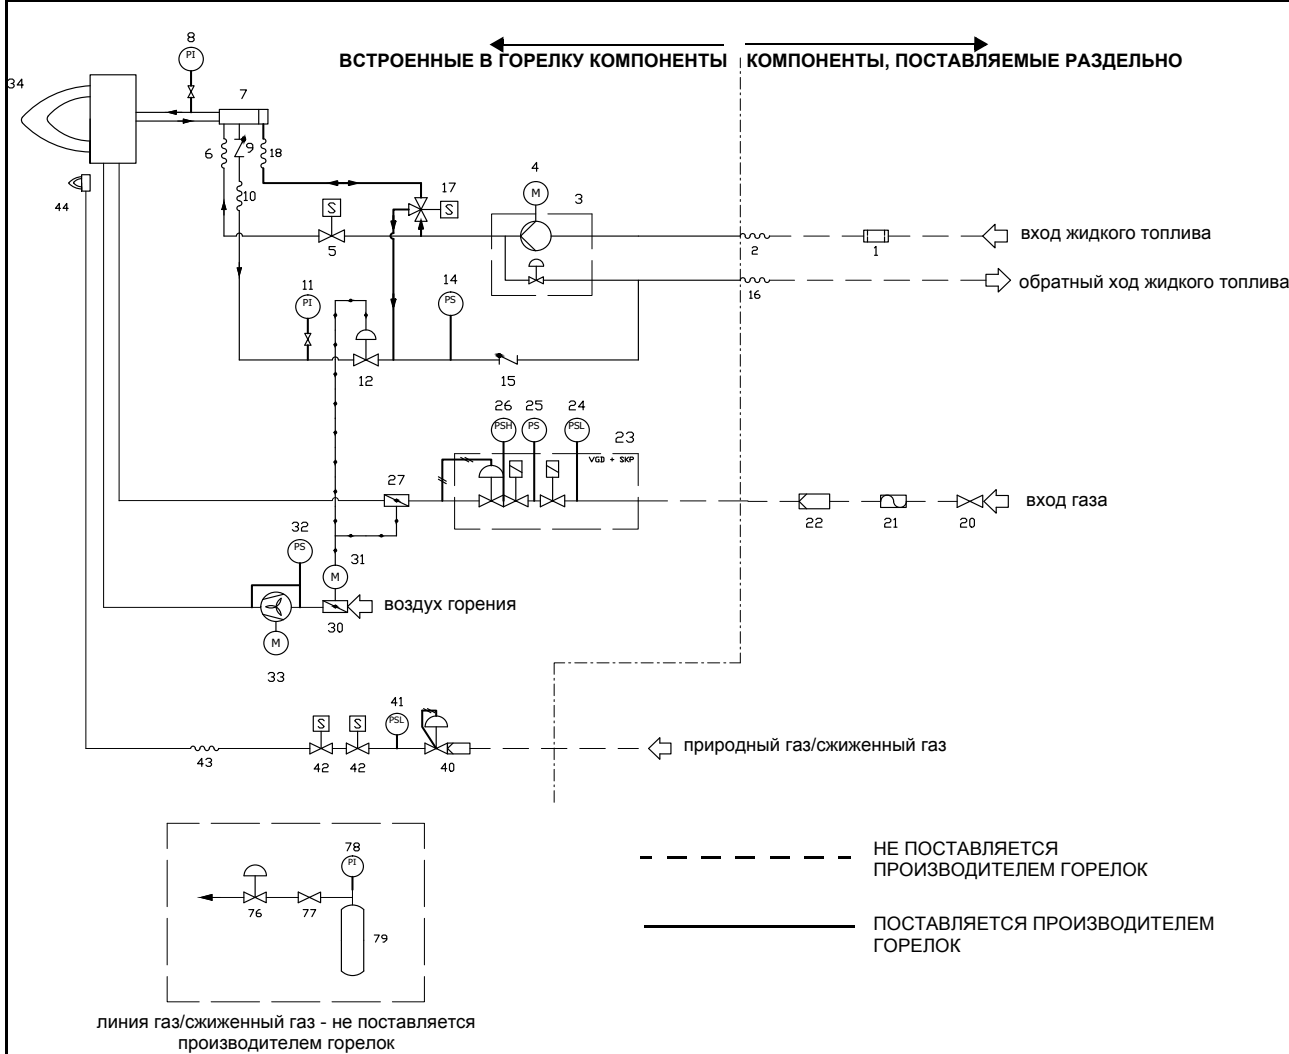 ВСТРОЕННЫЕ В ГОРЕЛКУ КОМПОНЕНТЫ
КОМПОНЕНТЫ, ПОСТАВЛЯЕМЫЕ РАЗДЕЛЬНО
8
PI
34
7
6
9
18
10
44
S
5
17
S
4
M
3
2
1
вход жидкого топлива
16
обратный ход жидкого топлива
11
PI
12
14
PS
15
26
PSH
25
PS
24
PSL
23
VGD + SKP
27
22
21
20
вход газа
32
PS
31
M
30
воздух горения
M
33
43
S
42
S
42
41
PSL
40
природный газ/сжиженный газ
78
PI
76
77
79
линия газ/сжиженный газ - не поставляется
производителем горелок
НЕ ПОСТАВЛЯЕТСЯ
ПРОИЗВОДИТЕЛЕМ ГОРЕЛОК
ПОСТАВЛЯЕТСЯ ПРОИЗВОДИТЕЛЕМ
ГОРЕЛОК